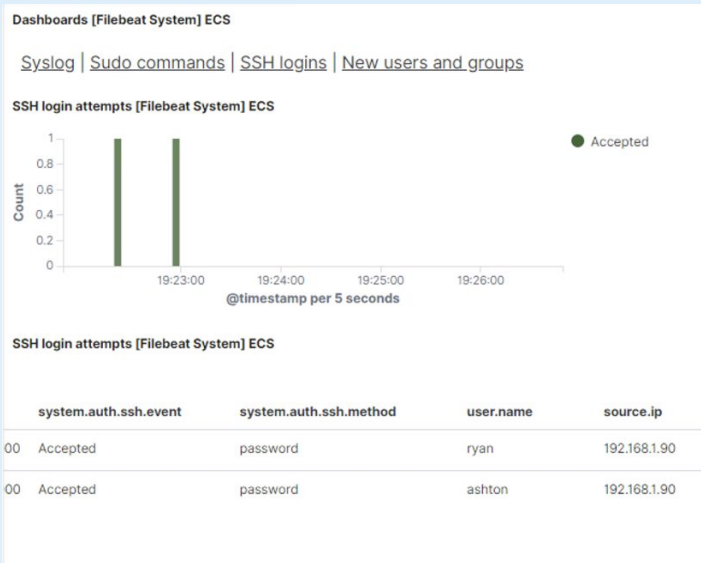 Dashboards [Filebeat System] ECS
Syslog | Sudo commands | SSH logins | New users and groups
SSH login attempts [Filebeat System] ECS
1
0.8
0.6
0.4
0.2
0
Count
Accepted
19:23:00 19:24:00 19:25:00 19:26:00
@timestamp per 5 seconds
SSH login attempts [Filebeat System] ECS
system.auth.ssh.event system.auth.ssh.method user.name source.ip
00 Accepted password ryan 192.168.1.90
00 Accepted password ashton 192.168.1.90